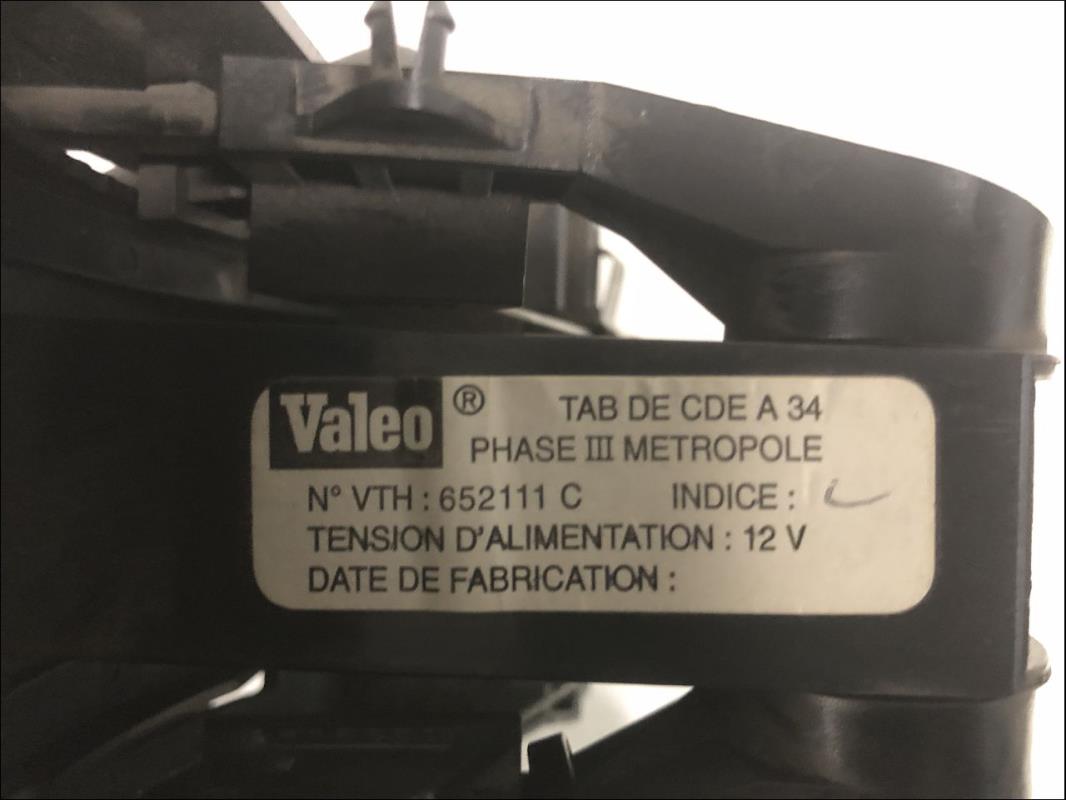 Valeo ® TAB DE CDE A 34
PHASE III METROPOLE
N° VTH : 652111 C INDICE :
TENSION D'ALIMENTATION : 12 V
DATE DE FABRICATION :